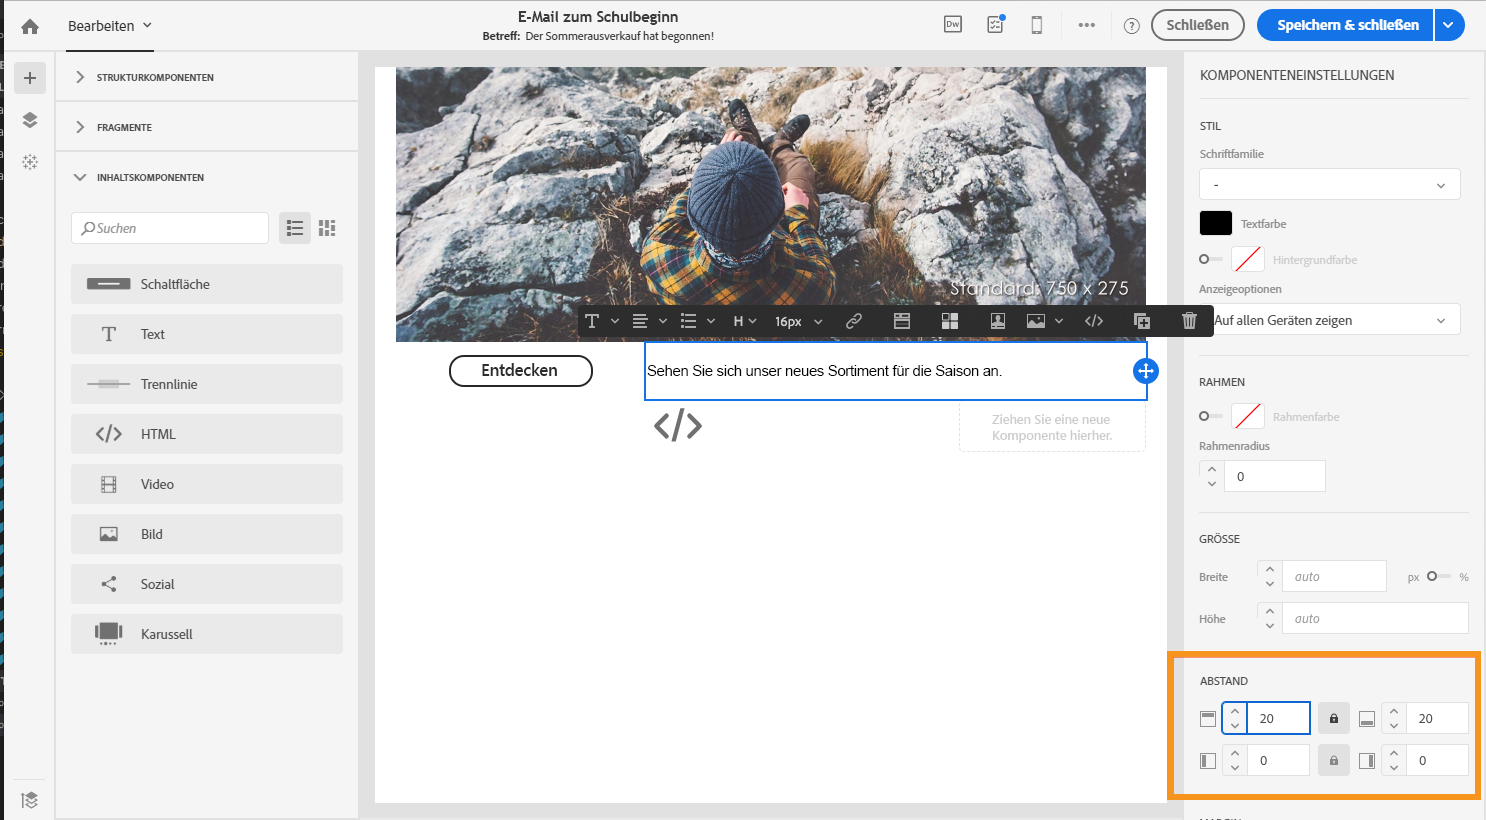 Bearbeiten
E-Mail zum Schulbeginn
Betreff: Der Sommerausverkauf hat begonnen!
Dw
?
Schließen
Speichern & schließen
STRUKTURKOMPONENTEN
FRAGMENTE
INHALTSKOMPONENTEN
Suchen
Schaltfläche
Text
Trennlinie
HTML
Video
Bild
Sozial
Karussell
Standard: 750 x 275
T
H
16px
Entdecken
Sehen Sie sich unser neues Sortiment für die Saison an.
Ziehen Sie eine neue
Komponente hierher.
KOMPONENTENEINSTELLUNGEN
STIL
Schriftfamilie
-
Textfarbe
Hintergrundfarbe
Anzeigeoptionen
Auf allen Geräten zeigen
RAHMEN
Rahmenfarbe
Rahmenradius
0
GRÖSSE
Breite
auto
px
%
Höhe
auto
ABSTAND
20
20
0
0